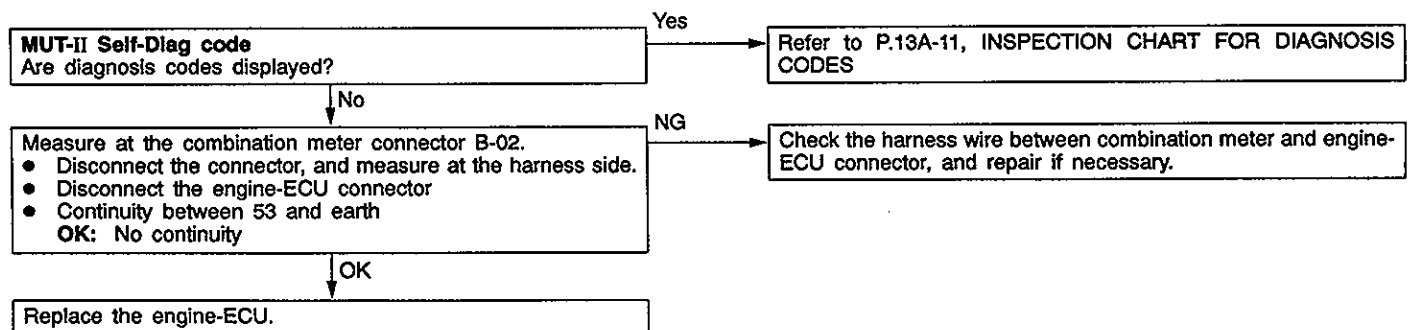 MUT-II Self-Diag code
Are diagnosis codes displayed?
Yes
Refer to P.13A-11, INSPECTION CHART FOR DIAGNOSIS
CODES
No
Measure at the combination meter connector B-02.
● Disconnect the connector, and measure at the harness side.
● Disconnect the engine-ECU connector
● Continuity between 53 and earth
OK: No continuity
NG
Check the harness wire between combination meter and engine-
ECU connector, and repair if necessary.
OK
Replace the engine-ECU.